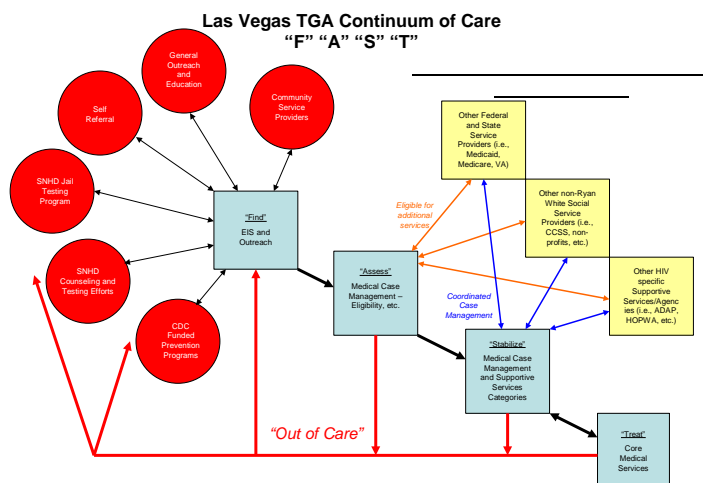 Las Vegas TGA Continuum of Care
“F” “A” “S” “T”
General
Outreach
and
Education
Community
Service
Providers
Self
Referral
SNHD Jail
Testing
Program
SNHD
Counseling and
Testing Efforts
CDC
Funded
Prevention
Programs
“Find”
EIS and
Outreach
Other Federal
and State
Service
Providers (i.e.,
Medicaid,
Medicare, VA)
Eligible for
additional
services
Other non-Ryan
White Social
Service
Providers (i.e.,
CCSS, non-
profits, etc.)
“Assess”
Medical Case
Management –
Eligibility, etc.
Other HIV
specific
Supportive
Services/Agenc
ies (i.e., ADAP,
HOPWA, etc.)
Coordinated
Case
Management
“Stabilize”
Medical Case
Management
and Supportive
Services
Categories
“Out of Care”
“Treat”
Core
Medical
Services